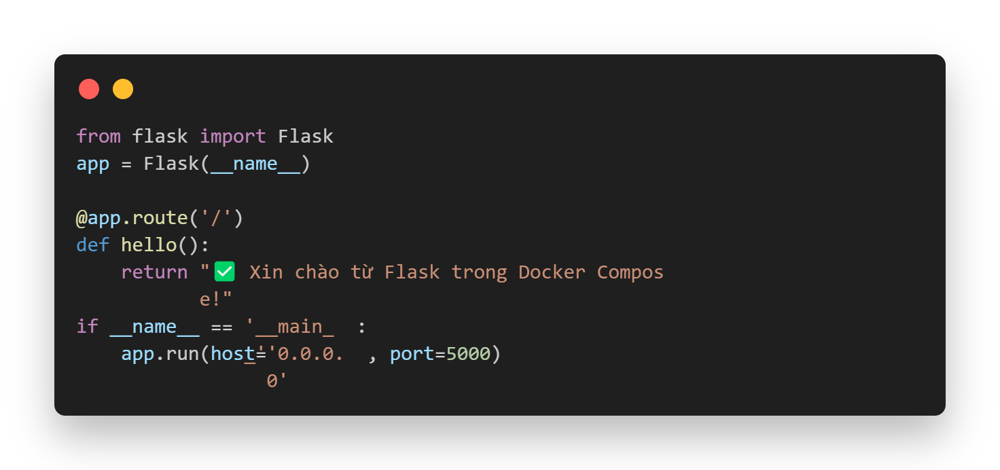 from flask import Flask
app = Flask(__name__)
@app.route('/')
def hello():
return "✅ Xin chào từ Flask trong Docker Compos
e!"
if __name__ == '__main_ :
_'
app.run(host='0.0.0. , port=5000)
0'